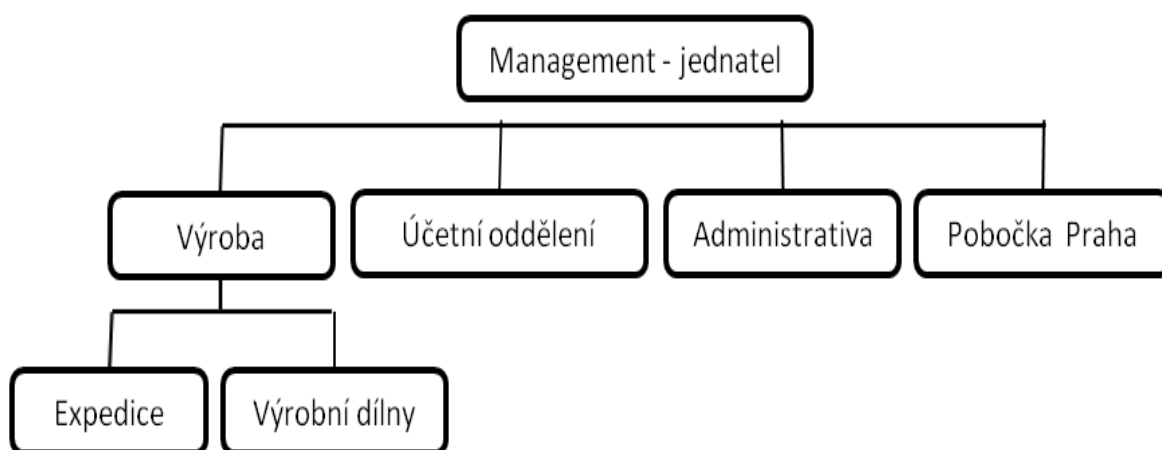 Management - jednatel
Výroba
Účetní oddělení
Administrativa
Pobočka Praha
Expedice
Výrobní dílny